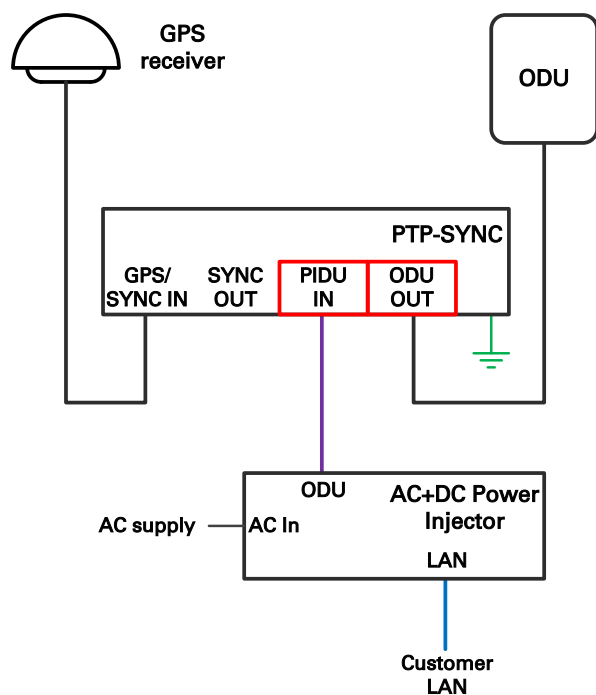 GPS
receiver
ODU
PTP-SYNC
GPS/
SYNC IN
SYNC
OUT
PIDU
IN
ODU
OUT
ODU
AC+DC Power
Injector
AC supply
AC In
LAN
Customer
LAN